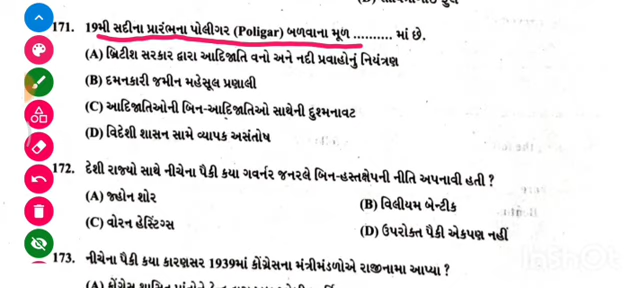 171. 19મી સદીના પ્રારંભના પોલીગર (Poligar) બળવાના મૂળ .......... માં છે.
(A) બ્રિટીશ સરકાર દ્વારા આદિજાતિ વનો અને નદી પ્રવાહોનું નિયંત્રણ
(B) દમનકારી જમીન મહેસૂલ પ્રણાલી
(C) આદિજાતિઓની બિન-આદિજાતિઓ સાથેની દુશ્મનાવટ
(D) વિદેશી શાસન સામે વ્યાપક અસંતોષ
172. દેશી રાજ્યો સાથે નીચેના પૈકી કયા ગવર્નર જનરલે બિન-હસ્તક્ષેપની નીતિ અપનાવી હતી ?
(A) જહોન શોર
(B) વિલીયમ બેન્ટીક
(C) વોરન હેસ્ટિંગ્સ
(D) ઉપરોક્ત પૈકી એકપણ નહીં
173. નીચેના પૈકી કયા કારણસર 1939માં કોંગ્રેસના મંત્રીમંડળોએ રાજીનામા આપ્યા ?